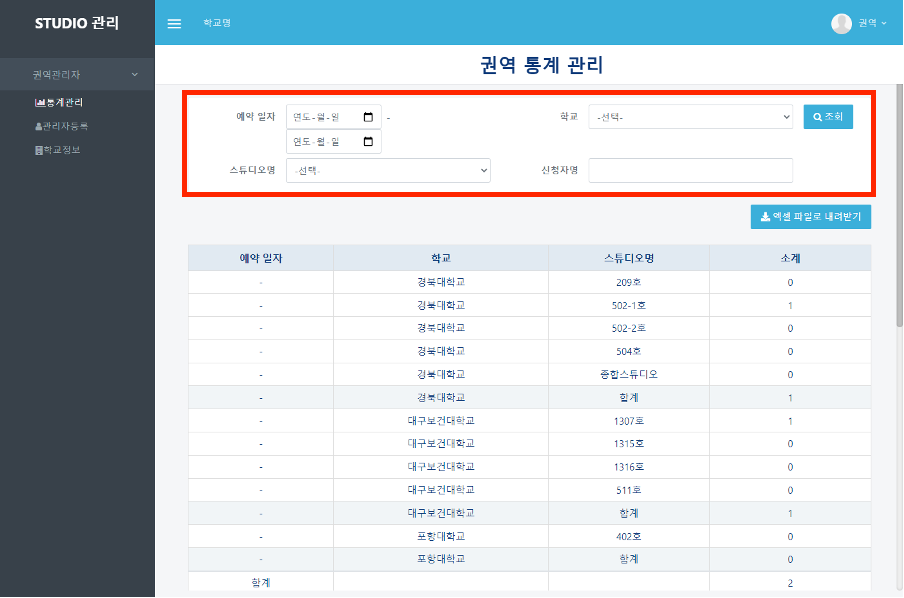 STUDIO 관리
학교명
권역
권역관리자
통계관리
관리자등록
학교정보
권역 통계 관리
예약 일자 연도-월-일 - 학교 -선택- 조회
연도-월-일
스튜디오명 -선택- 신청자명
엑셀 파일로 내려받기
예약 일자 학교 스튜디오명 소계
- 경북대학교 209호 0
- 경북대학교 502-1호 1
- 경북대학교 502-2호 0
- 경북대학교 504호 0
- 경북대학교 종합스튜디오 0
- 경북대학교 합계 1
- 대구보건대학교 1307호 1
- 대구보건대학교 1315호 0
- 대구보건대학교 1316호 0
- 대구보건대학교 511호 0
- 대구보건대학교 합계 1
- 포항대학교 402호 0
- 포항대학교 합계 0
합계 2